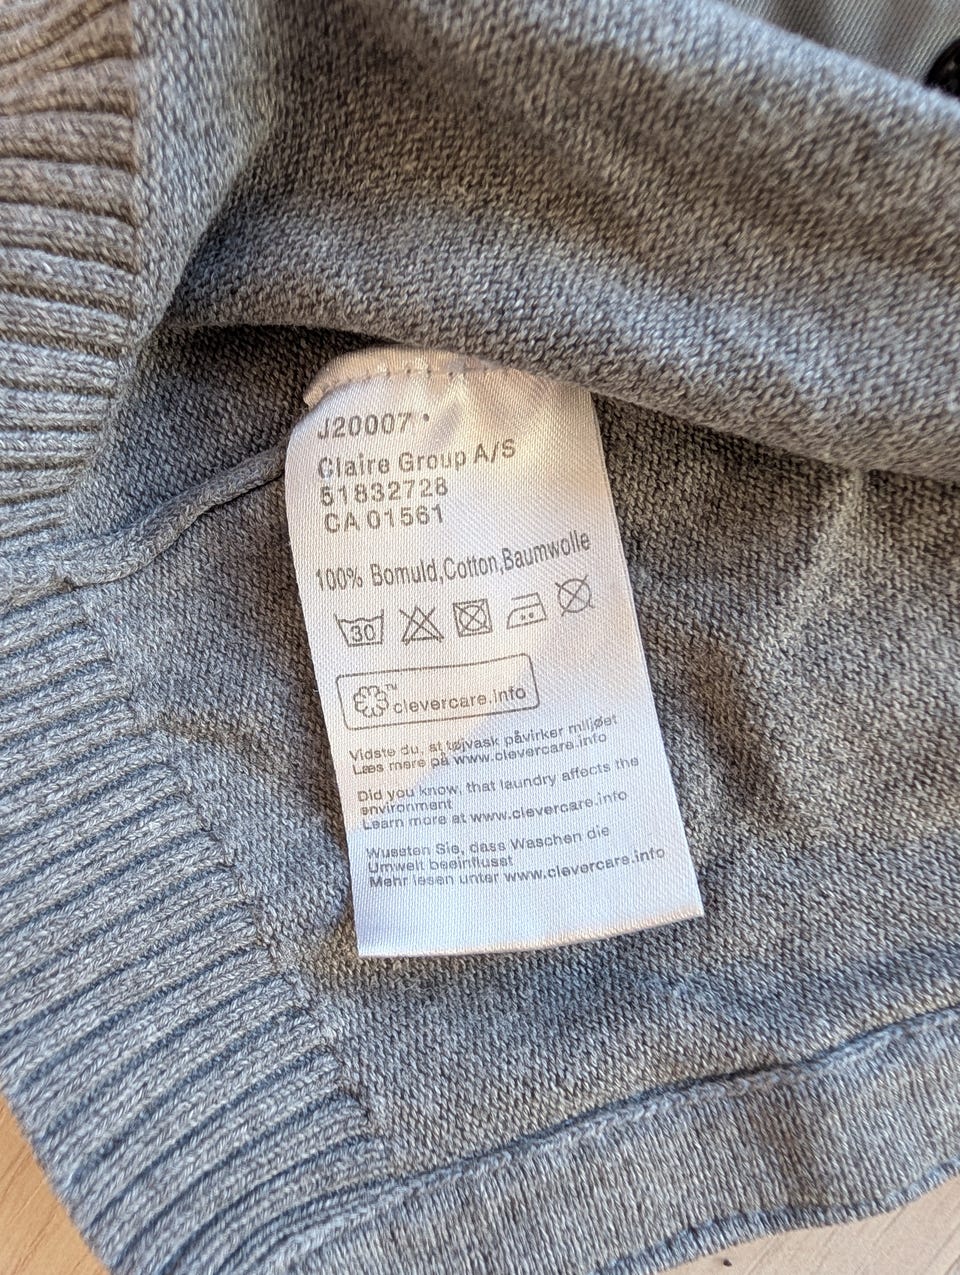 J20007
Claire Group A/S
51832728
CA 01561
100% Bomuld,Cotton,Baumwolle
30
™ clevercare.info
Vidste du, at tøjvask påvirker miljøet
Læs mere på www.clevercare.info
Did you know, that laundry affects the
environment
Learn more at www.clevercare.info
Wussten Sie, dass Waschen die
Umwelt beeinflusst
Mehr lesen unter www.clevercare.info